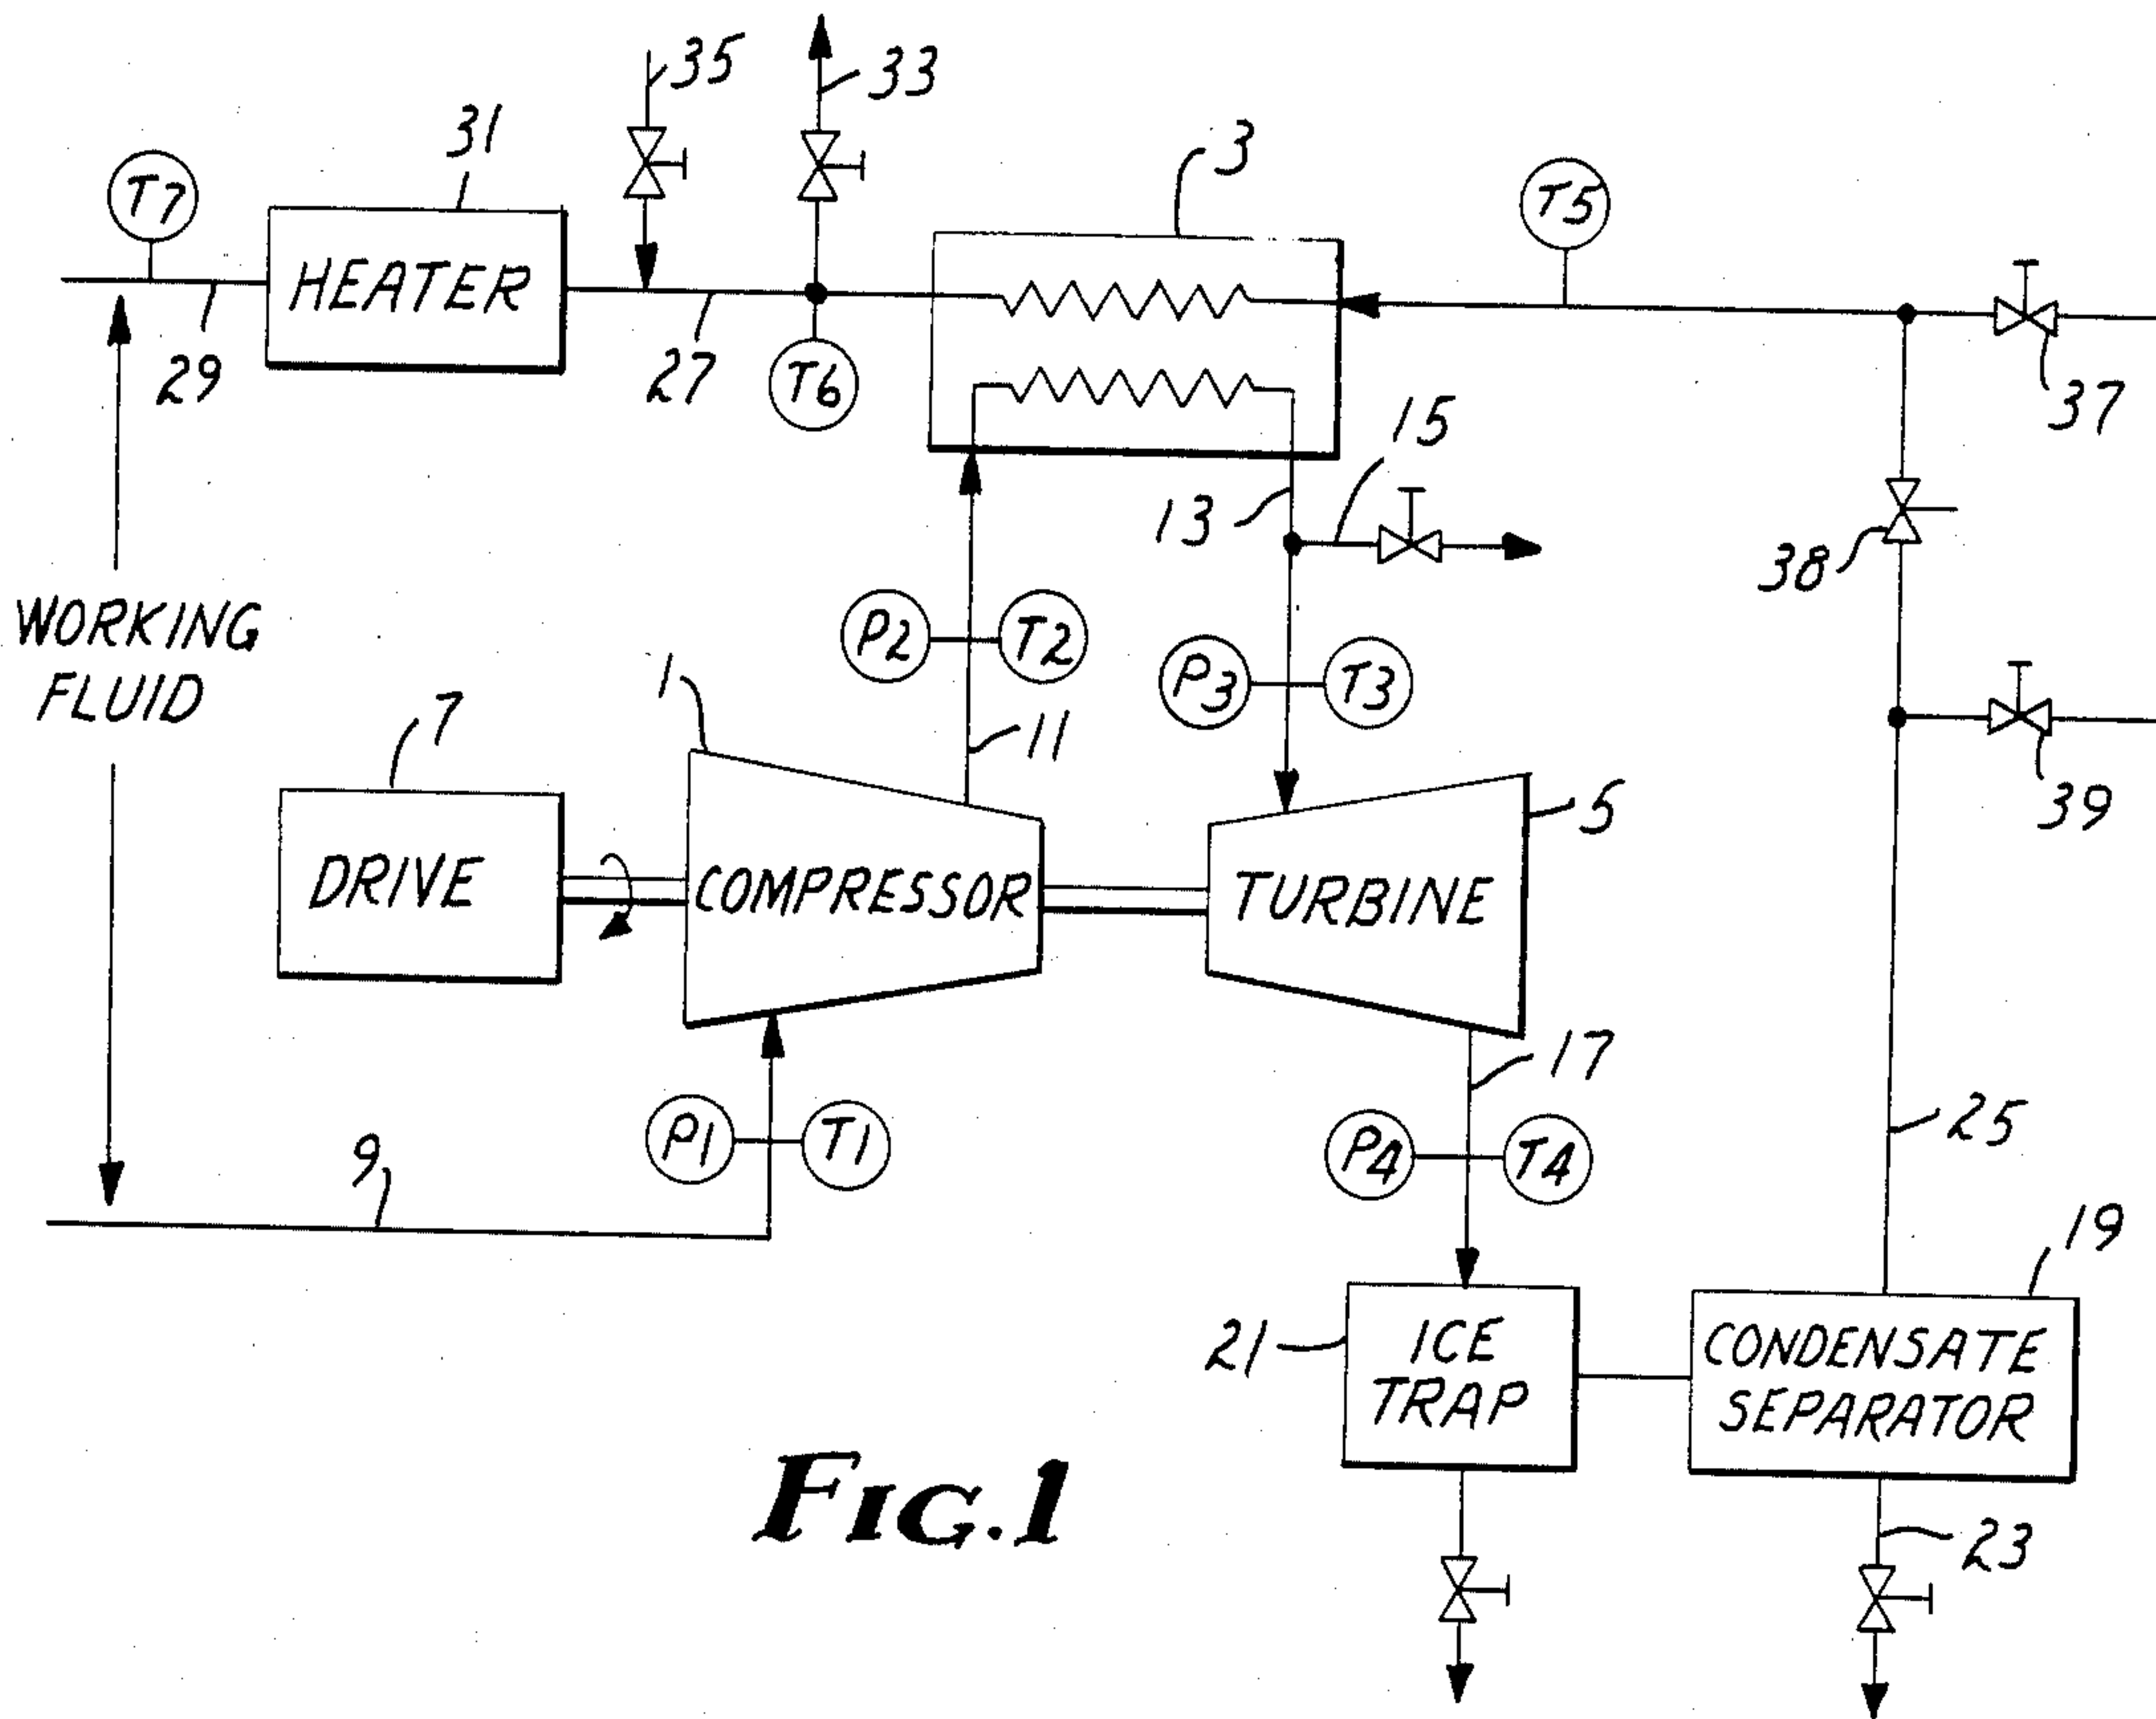 35
33
31
3
T7
T5
HEATER
29
27
T6
37
15
13
38
WORKING
FLUID
P2
T2
P3
T3
1
11
7
39
5
DRIVE
COMPRESSOR
TURBINE
17
P1
T1
P4
T4
25
9
19
21
ICE
TRAP
CONDENSATE
SEPARATOR
23
FIG.1